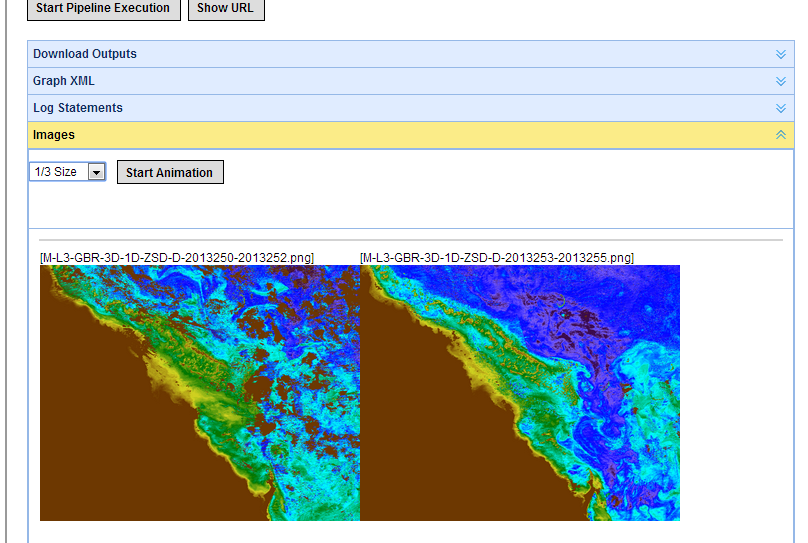 Start Pipeline Execution Show URL
Download Outputs
Graph XML
Log Statements
Images
1/3 Size Start Animation
[M-L3-GBR-3D-1D-ZSD-D-2013250-2013252.png] [M-L3-GBR-3D-1D-ZSD-D-2013253-2013255.png]